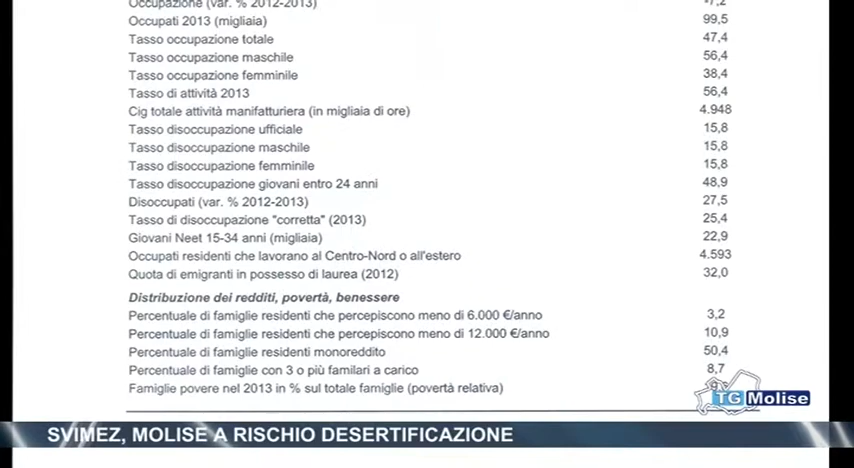 Occupazione (var. % 2012-2013) -7,2
Occupati 2013 (migliaia) 99,5
Tasso occupazione totale 47,4
Tasso occupazione maschile 56,4
Tasso occupazione femminile 38,4
Tasso di attività 2013 56,4
Cig totale attività manifatturiera (in migliaia di ore) 4.948
Tasso disoccupazione ufficiale 15,8
Tasso disoccupazione maschile 15,8
Tasso disoccupazione femminile 15,8
Tasso disoccupazione giovani entro 24 anni 48,9
Disoccupati (var. % 2012-2013) 27,5
Tasso di disoccupazione "corretta" (2013) 25,4
Giovani Neet 15-34 anni (migliaia) 22,9
Occupati residenti che lavorano al Centro-Nord o all'estero 4.593
Quota di emigranti in possesso di laurea (2012) 32,0
Distribuzione dei redditi, povertà, benessere
Percentuale di famiglie residenti che percepiscono meno di 6.000 €/anno 3,2
Percentuale di famiglie residenti che percepiscono meno di 12.000 €/anno 10,9
Percentuale di famiglie residenti monoreddito 50,4
Percentuale di famiglie con 3 o più familari a carico 8,7
Famiglie povere nel 2013 in % sul totale famiglie (povertà relativa)
TG Molise
SVIMEZ, MOLISE A RISCHIO DESERTIFICAZIONE